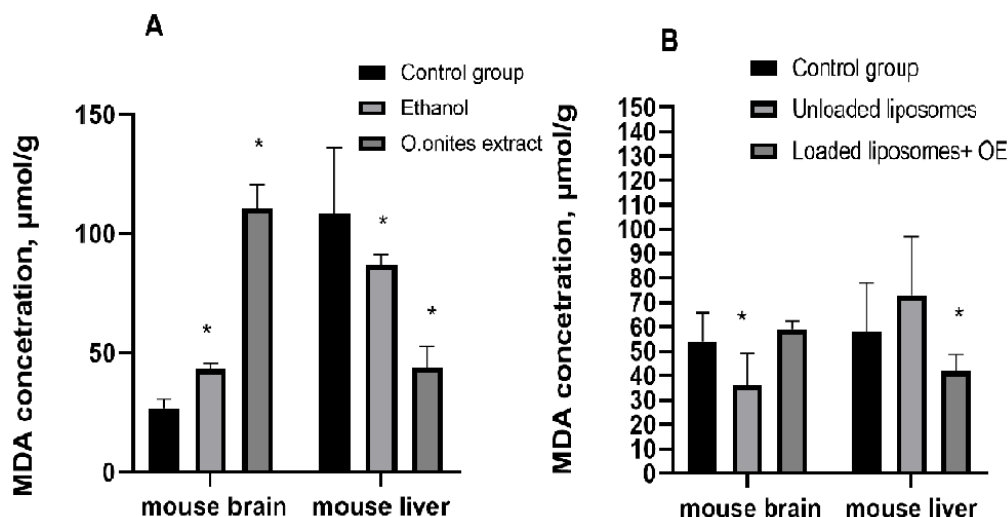 A
Control group
Ethanol
O.onites extract
MDA concetration, µmol/g
150
100
50
0
*
*
*
*
mouse brain mouse liver
B
Control group
Unloaded liposomes
Loaded liposomes+ OE
MDA concetration, µmol/g
150
140
130
120
110
100
90
80
70
60
50
40
30
20
10
0
*
*
mouse brain mouse liver